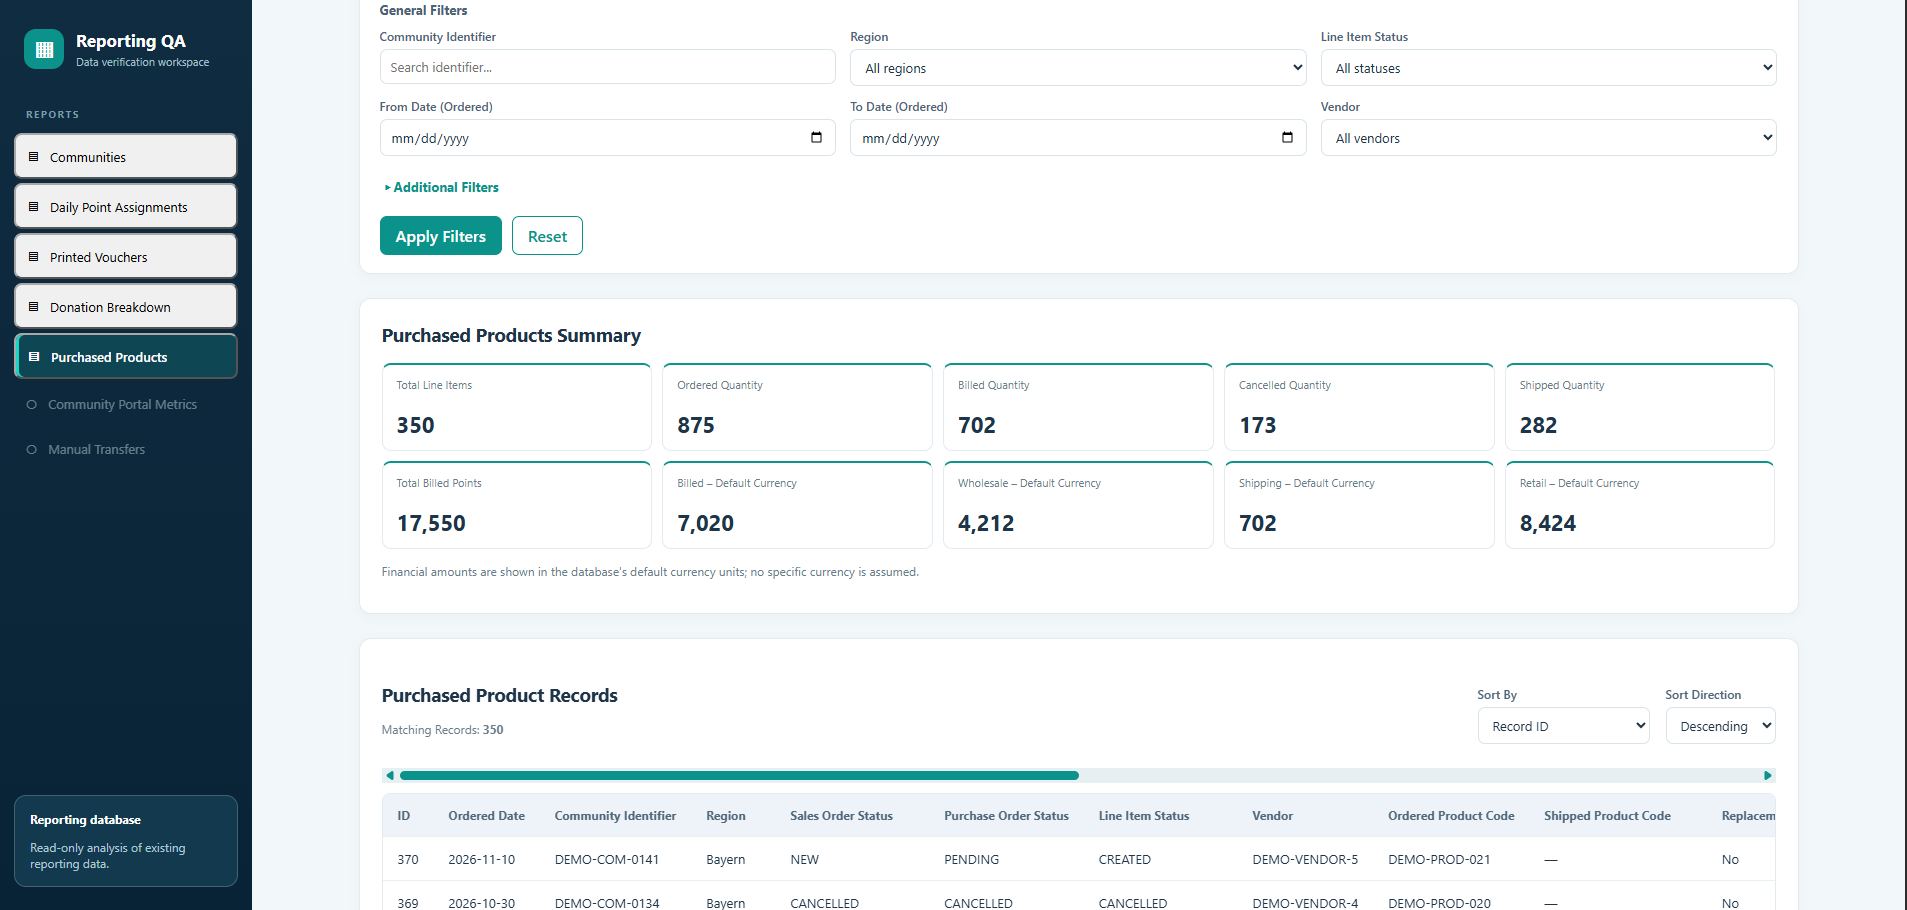 Reporting QA
Data verification workspace
REPORTS
Communities
Daily Point Assignments
Printed Vouchers
Donation Breakdown
Purchased Products
Community Portal Metrics
Manual Transfers
Reporting database
Read-only analysis of existing
reporting data.
General Filters
Community Identifier Region Line Item Status
Search identifier... All regions All statuses
From Date (Ordered) To Date (Ordered) Vendor
mm/dd/yyyy mm/dd/yyyy All vendors
Additional Filters
Apply Filters Reset
Purchased Products Summary
Total Line Items Ordered Quantity Billed Quantity Cancelled Quantity Shipped Quantity
350 875 702 173 282
Total Billed Points Billed – Default Currency Wholesale – Default Currency Shipping – Default Currency Retail – Default Currency
17,550 7,020 4,212 702 8,424
Financial amounts are shown in the database's default currency units; no specific currency is assumed.
Purchased Product Records
Matching Records: 350
Sort By Sort Direction
Record ID Descending
ID Ordered Date Community Identifier Region Sales Order Status Purchase Order Status Line Item Status Vendor Ordered Product Code Shipped Product Code Replacem
370 2026-11-10 DEMO-COM-0141 Bayern NEW PENDING CREATED DEMO-VENDOR-5 DEMO-PROD-021 — No
369 2026-10-30 DEMO-COM-0134 Bayern CANCELLED CANCELLED CANCELLED DEMO-VENDOR-4 DEMO-PROD-020 — No